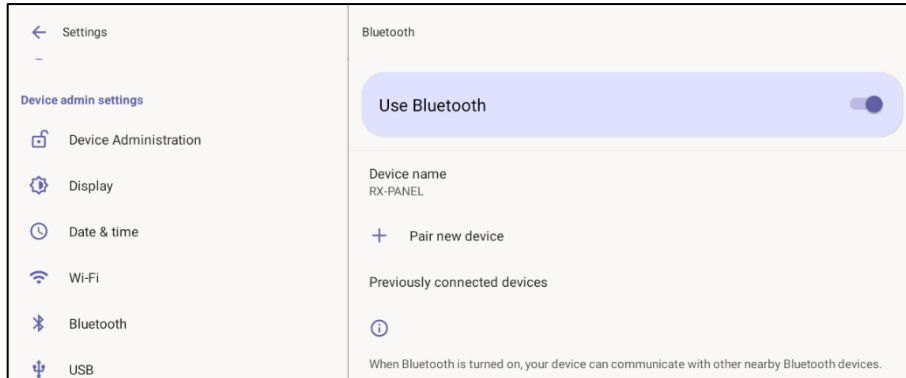 Settings
Device admin settings
Device Administration
Display
Date & time
Wi-Fi
Bluetooth
USB
Bluetooth
Use Bluetooth
Device name
RX-PANEL
Pair new device
Previously connected devices
When Bluetooth is turned on, your device can communicate with other nearby Bluetooth devices.